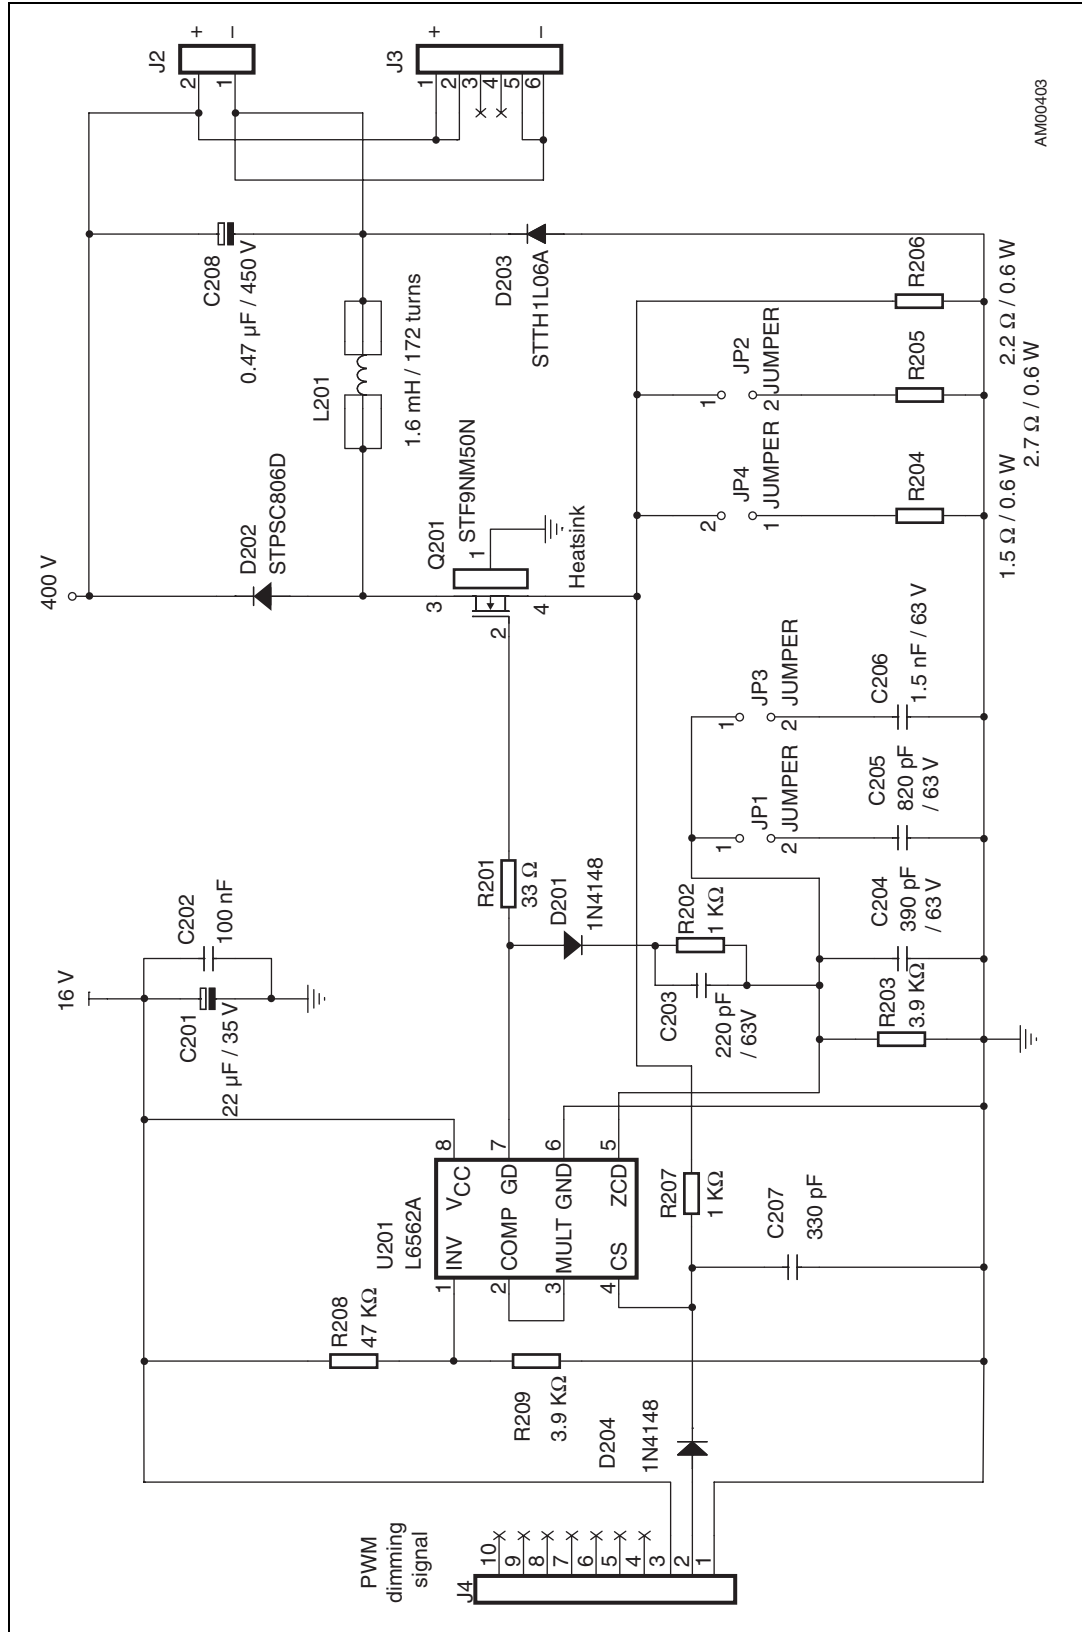 AM00403
J2
+
−
2
1
J3
+
−
1
2
3
4
5
6
400 V
D202
STPSC806D
C208
0.47 µF / 450 V
L201
1.6 mH / 172 turns
D203
STTH1L06A
Q201
STF9NM50N
3
2
1
4
Heatsink
16 V
C201
22 µF / 35 V
C202
100 nF
R201
33 Ω
D201
1N4148
R202
1 KΩ
C203
220 pF
/ 63V
JP1
JUMPER
1
2
JP3
JUMPER
1
2
JP4
JUMPER
2
1
JP2
JUMPER
1
2
R203
3.9 KΩ
C204
390 pF
/ 63V
C205
820 pF
/ 63 V
C206
1.5 nF / 63 V
R204
1.5 Ω / 0.6 W
R205
2.7 Ω / 0.6 W
R206
2.2 Ω / 0.6 W
U201
L6562A
INV
VCC
COMP
GD
MULT
GND
CS
ZCD
1
2
3
4
8
7
6
5
R207
1 KΩ
C207
330 pF
R208
47 KΩ
R209
3.9 KΩ
D204
1N4148
PWM
dimming
signal
J4
10
9
8
7
6
5
4
3
2
1